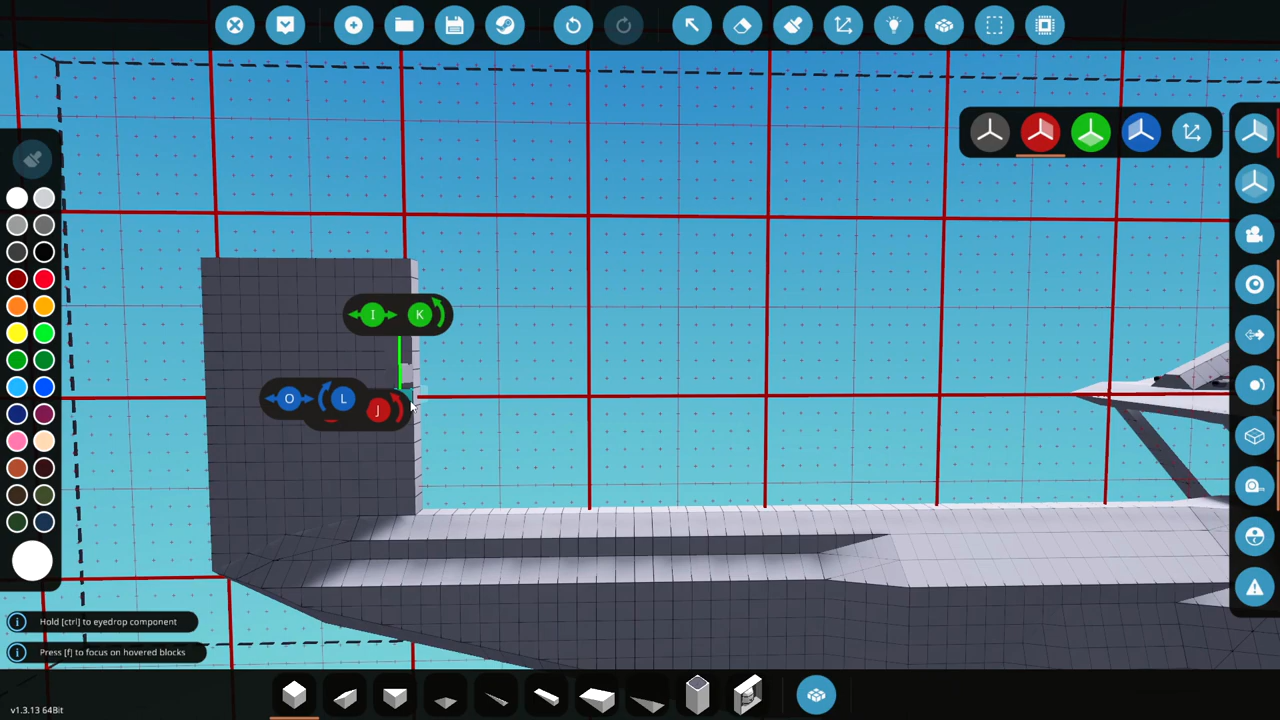 I K
O L J
Hold [ctrl] to eyedrop component
Press [f] to focus on hovered blocks
v1.3.13 64Bit